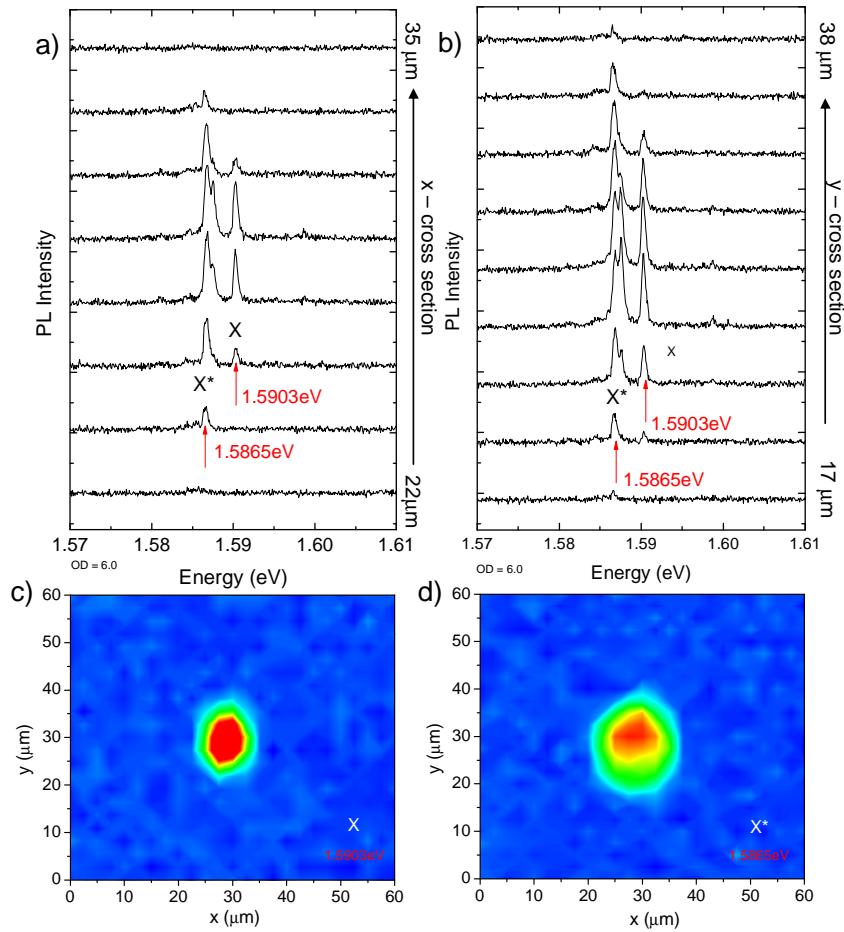 a)
35 μm
x – cross section
22μm
PL Intensity
X
X*
1.5903eV
1.5865eV
1.57 1.58 1.59 1.60 1.61
OD = 6.0
Energy (eV)
b)
38 μm
y – cross section
17 μm
PL Intensity
X
X*
1.5903eV
1.5865eV
1.57 1.58 1.59 1.60 1.61
OD = 6.0
Energy (eV)
c)
60
50
40
30
20
10
0
y (μm)
X
1.5903eV
0 10 20 30 40 50 60
x (μm)
d)
60
50
40
30
20
10
0
y (μm)
X*
1.5865eV
0 10 20 30 40 50 60
x (μm)